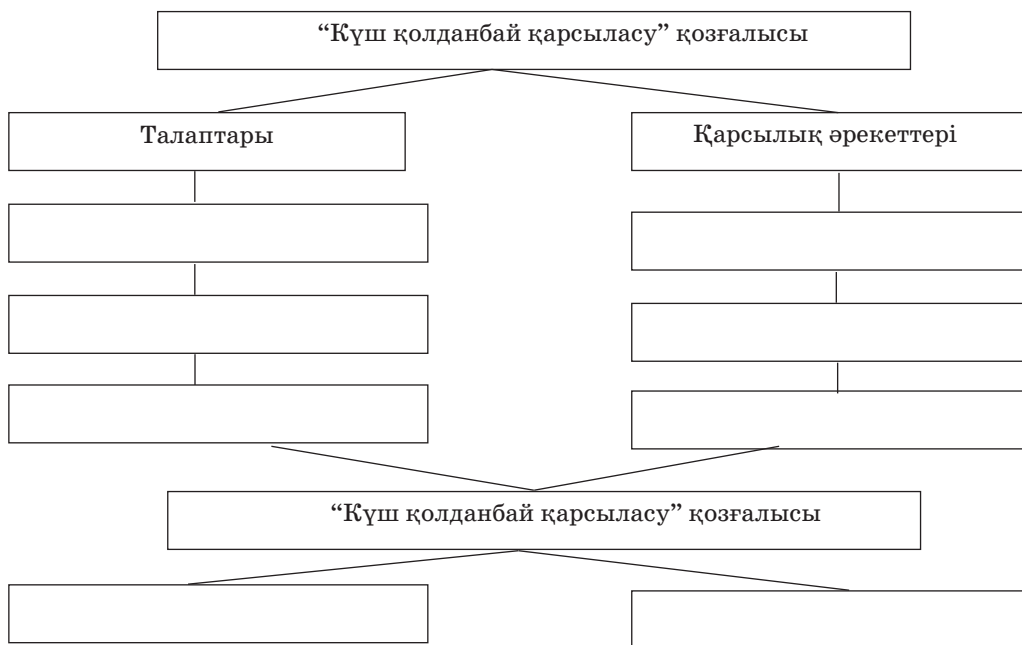 “Күш қолданбай қарсыласу” қозғалысы
Талаптары
Қарсылық әрекеттері
“Күш қолданбай қарсыласу” қозғалысы